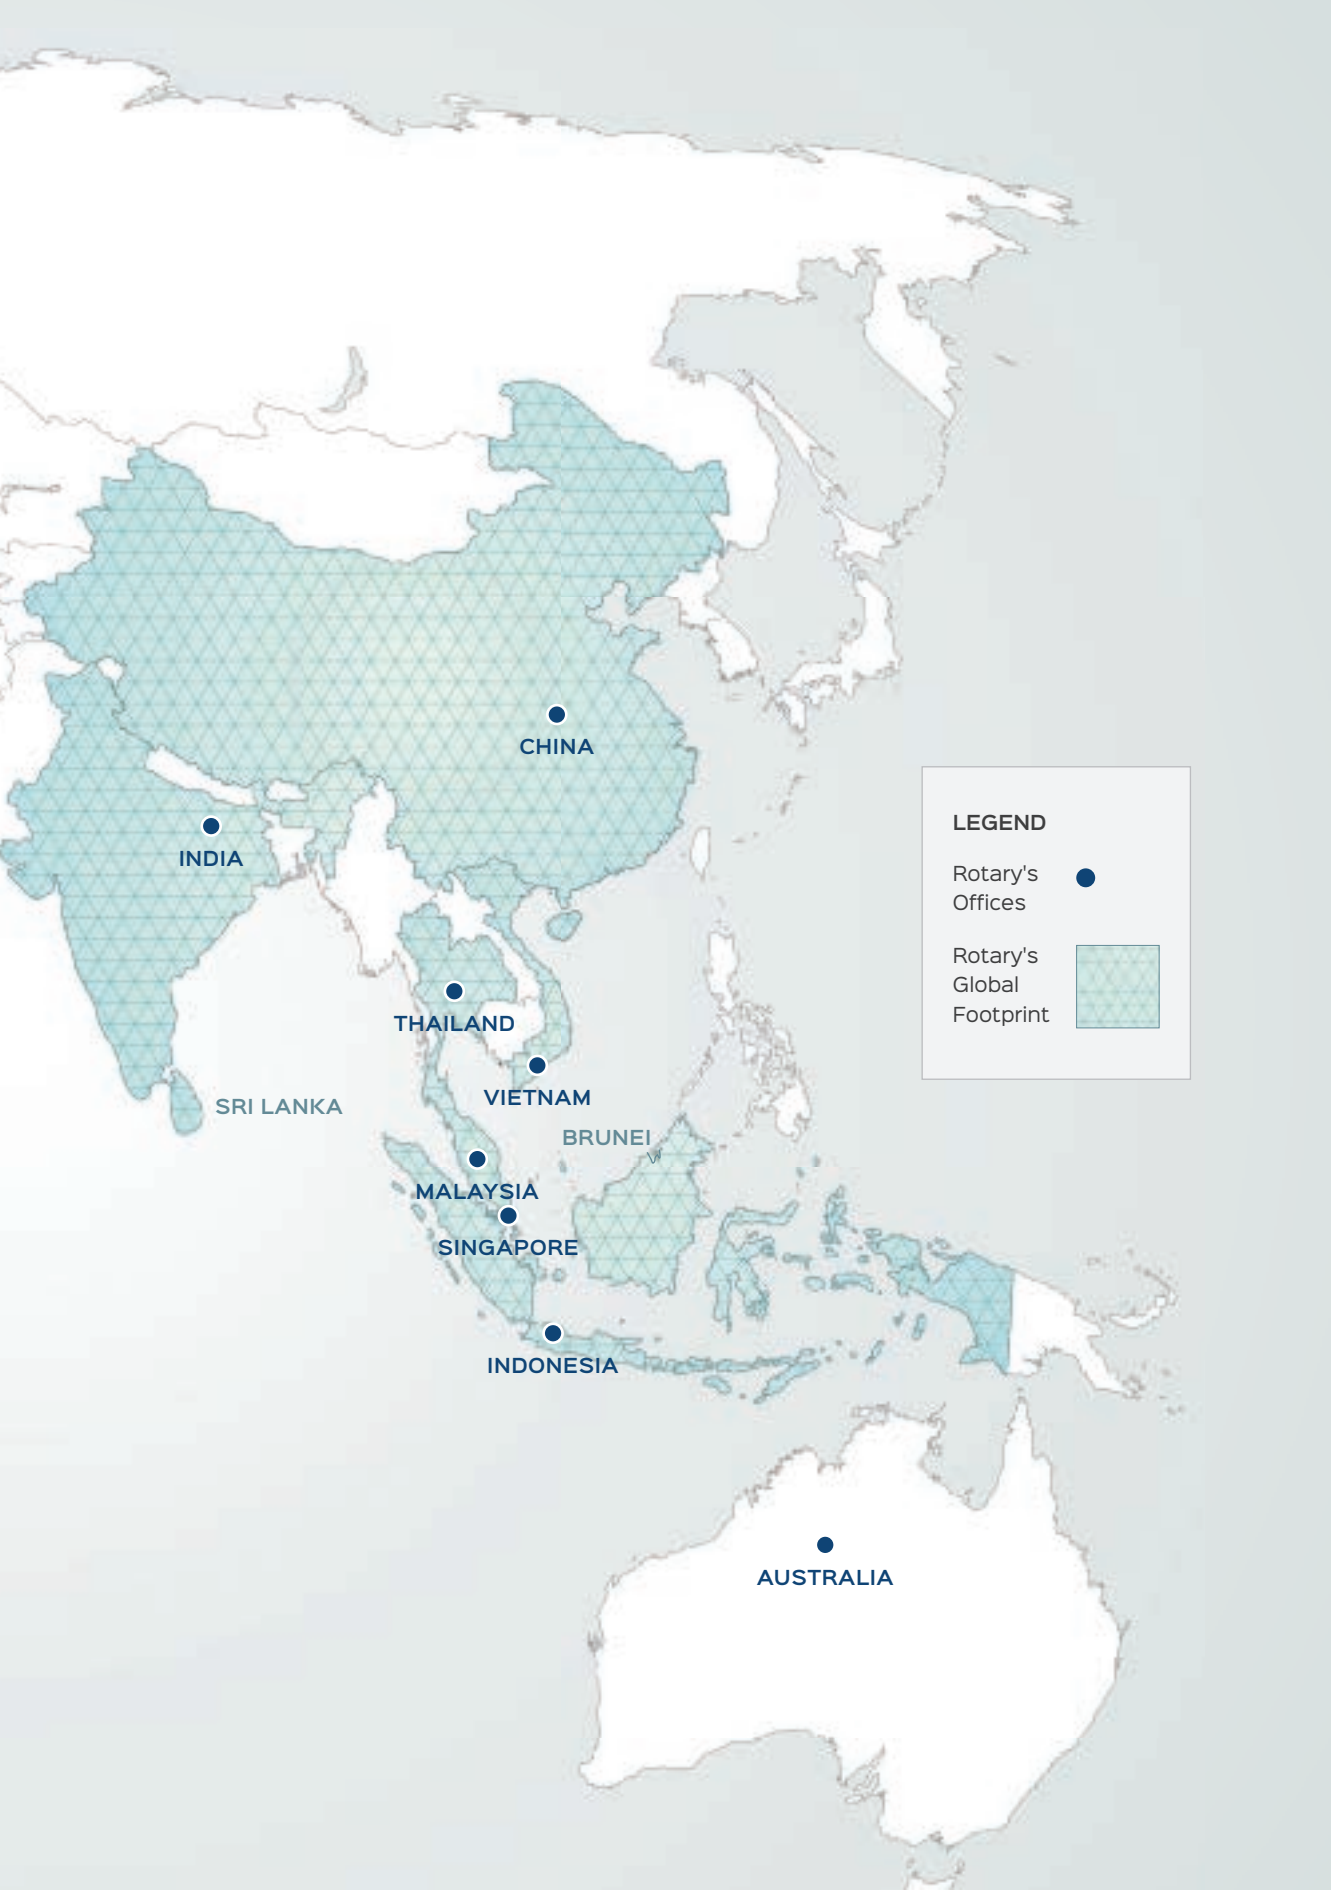 CHINA
INDIA
LEGEND
Rotary's
Offices
Rotary's
Global
Footprint
THAILAND
VIETNAM
SRI LANKA
BRUNEI
MALAYSIA
SINGAPORE
INDONESIA
AUSTRALIA